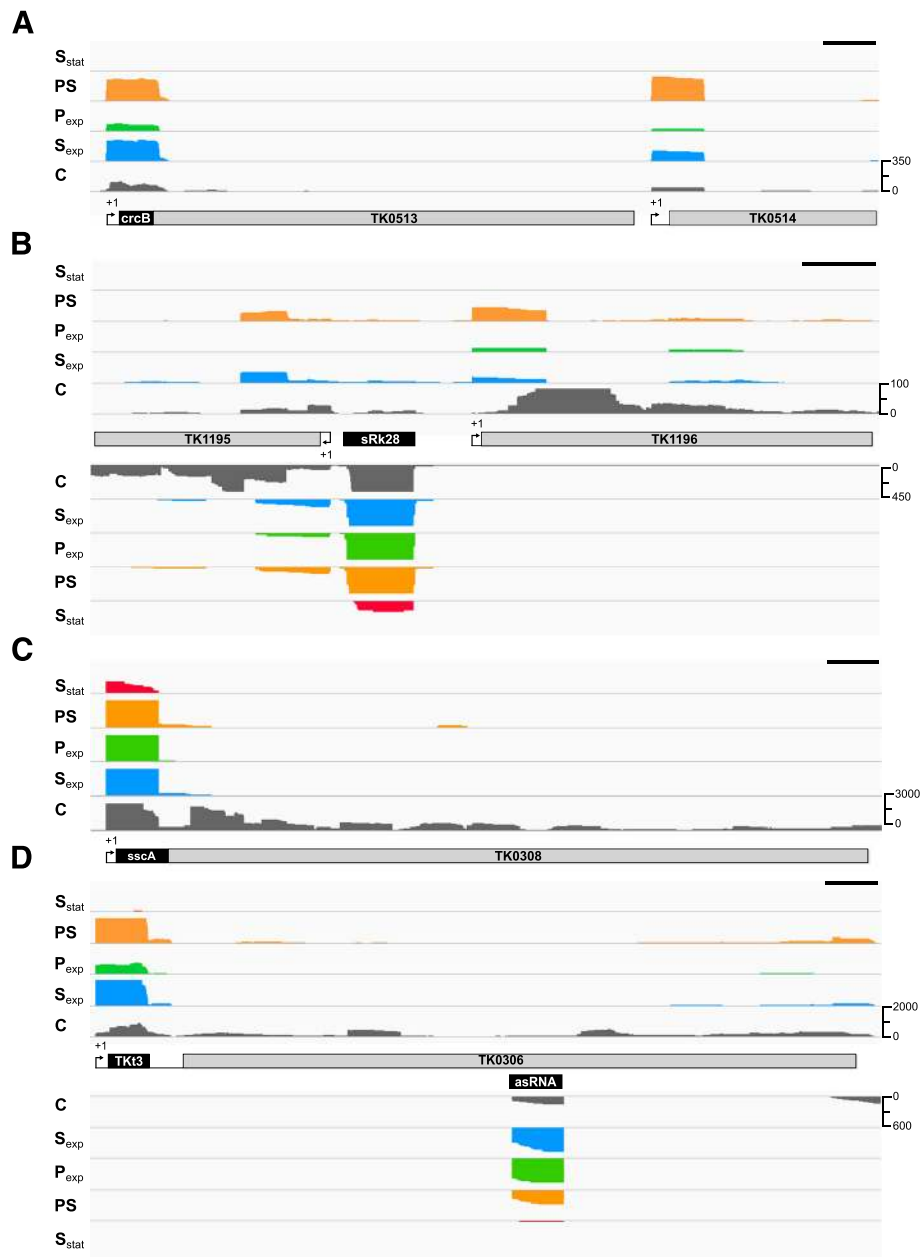 A
Sstat
PS
Pexp
Sexp
C
350
0
+1
+1
crcB
TK0513
TK0514
B
Sstat
PS
Pexp
Sexp
C
100
0
+1
TK1195
sRk28
TK1196
+1
C
0
450
Sexp
Pexp
PS
Sstat
C
Sstat
PS
Pexp
Sexp
C
3000
0
+1
sscA
TK0308
D
Sstat
PS
Pexp
Sexp
C
2000
0
+1
TKt3
TK0306
asRNA
C
0
600
Sexp
Pexp
PS
Sstat